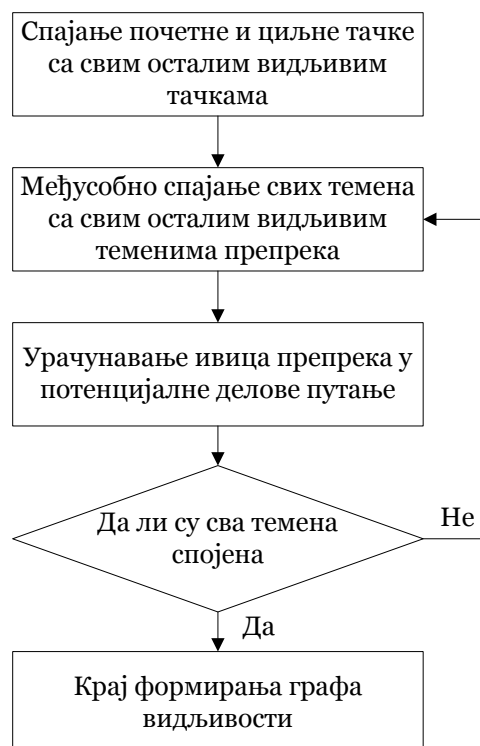 Спајање почетне и циљне тачке
са свим осталим видљивим
тачкама
Међусобно спајање свих темена
са свим осталим видљивим
теменима препрека
Урачунавање ивица препрека у
потенцијалне делове путање
Да ли су сва темена
спојена
Не
Да
Крај формирања графа
видљивости